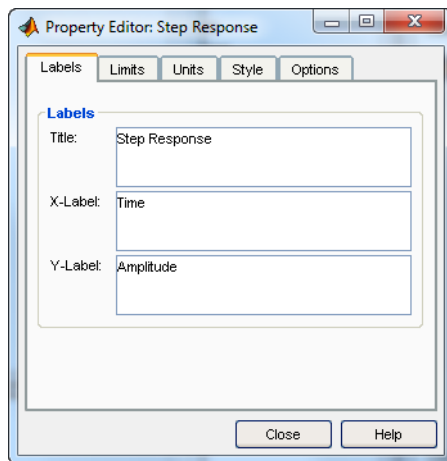 Property Editor: Step Response
Labels Limits Units Style Options
Labels
Title: Step Response
X-Label: Time
Y-Label: Amplitude
Close Help